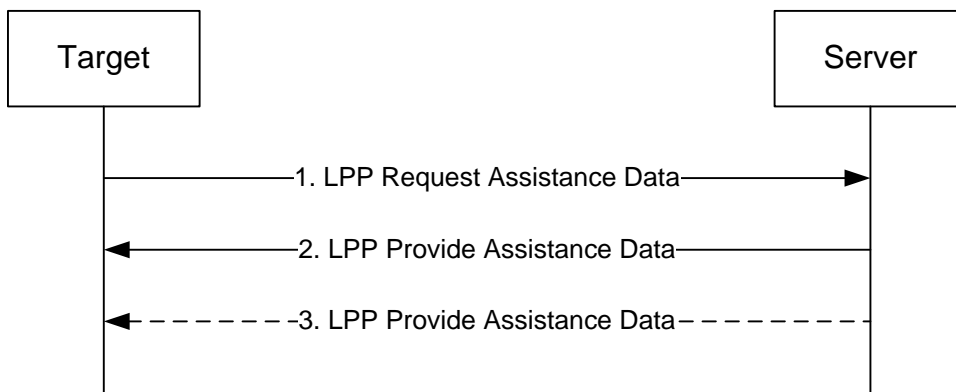 Target
Server
1. LPP Request Assistance Data
2. LPP Provide Assistance Data
3. LPP Provide Assistance Data